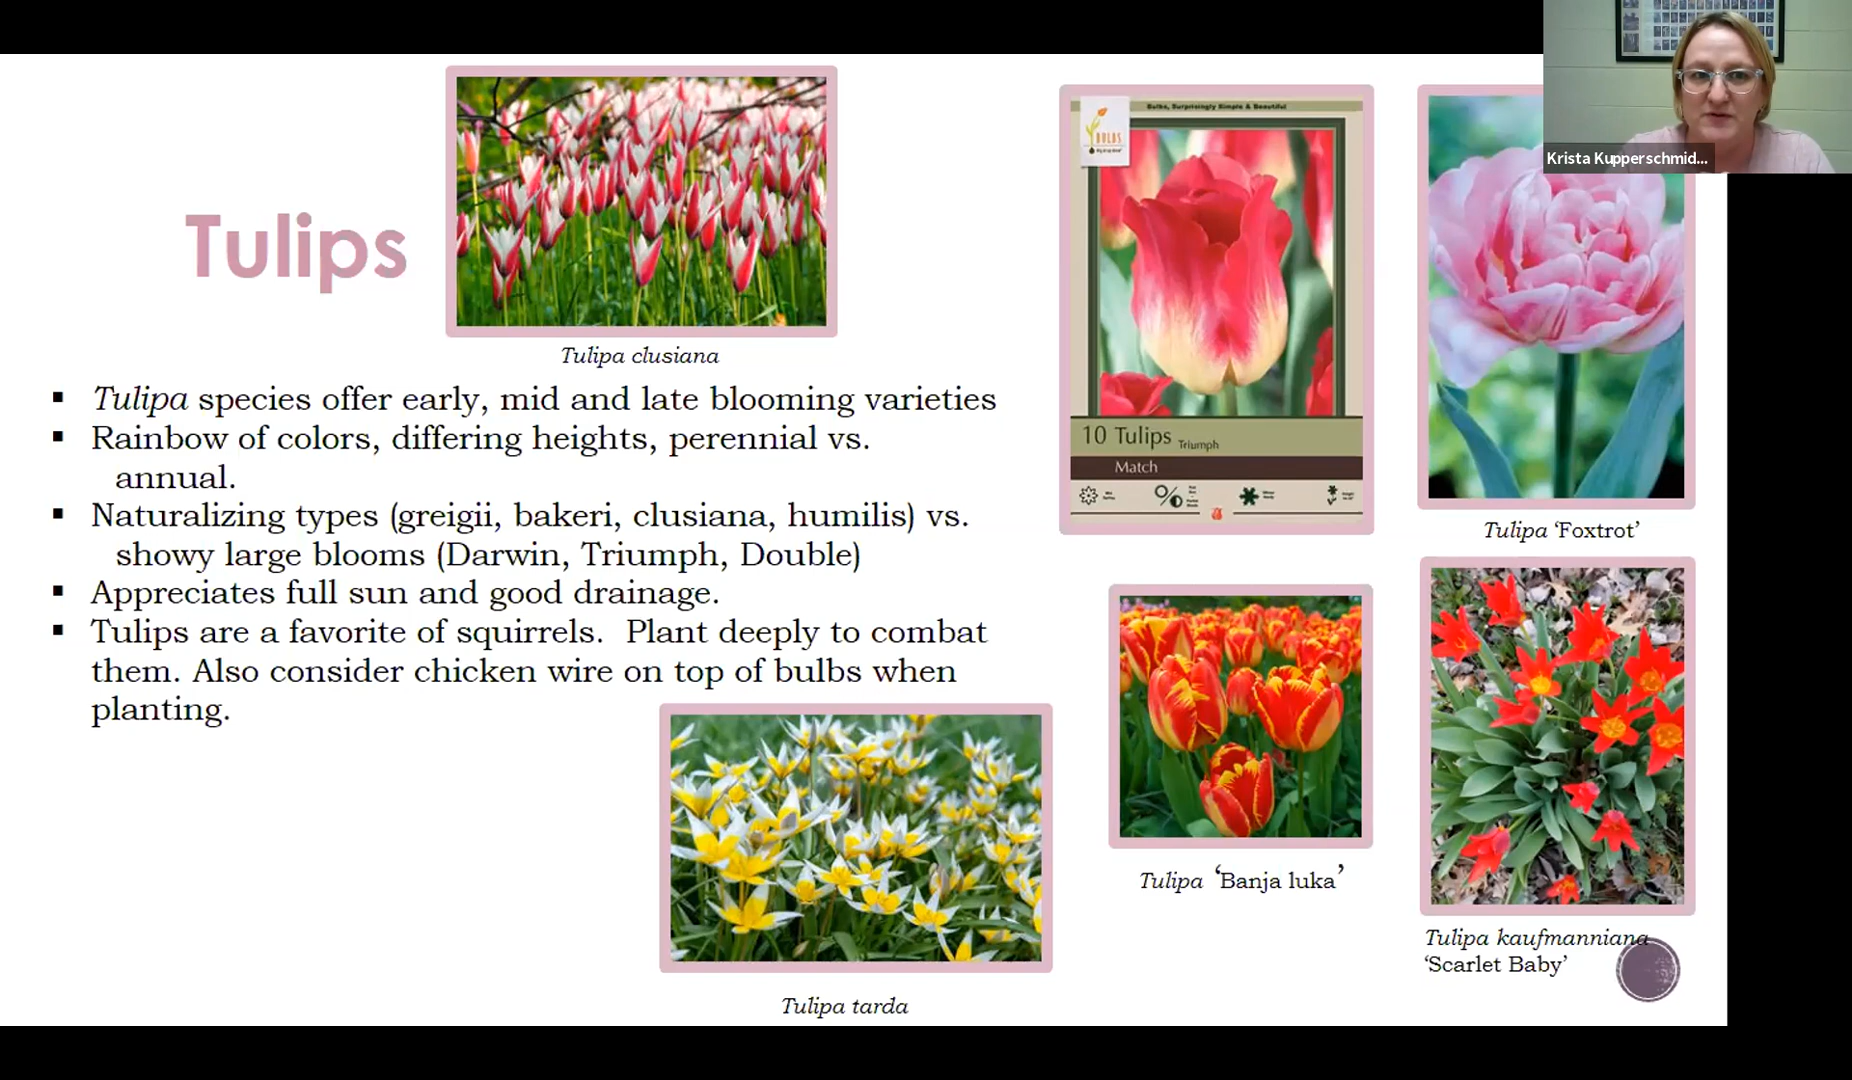 Krista Kupperschmid...
Tulips
Tulipa clusiana
▪ Tulipa species offer early, mid and late blooming varieties
▪ Rainbow of colors, differing heights, perennial vs.
annual.
▪ Naturalizing types (greigii, bakeri, clusiana, humilis) vs.
showy large blooms (Darwin, Triumph, Double)
▪ Appreciates full sun and good drainage.
▪ Tulips are a favorite of squirrels.  Plant deeply to combat
them. Also consider chicken wire on top of bulbs when
planting.
Tulipa tarda
Bulbs, Surprisingly Simple & Beautiful
BULBS
10 Tulips Triumph
Match
Tulipa ‘Foxtrot’
Tulipa ‘Banja luka’
Tulipa kaufmanniana
‘Scarlet Baby’